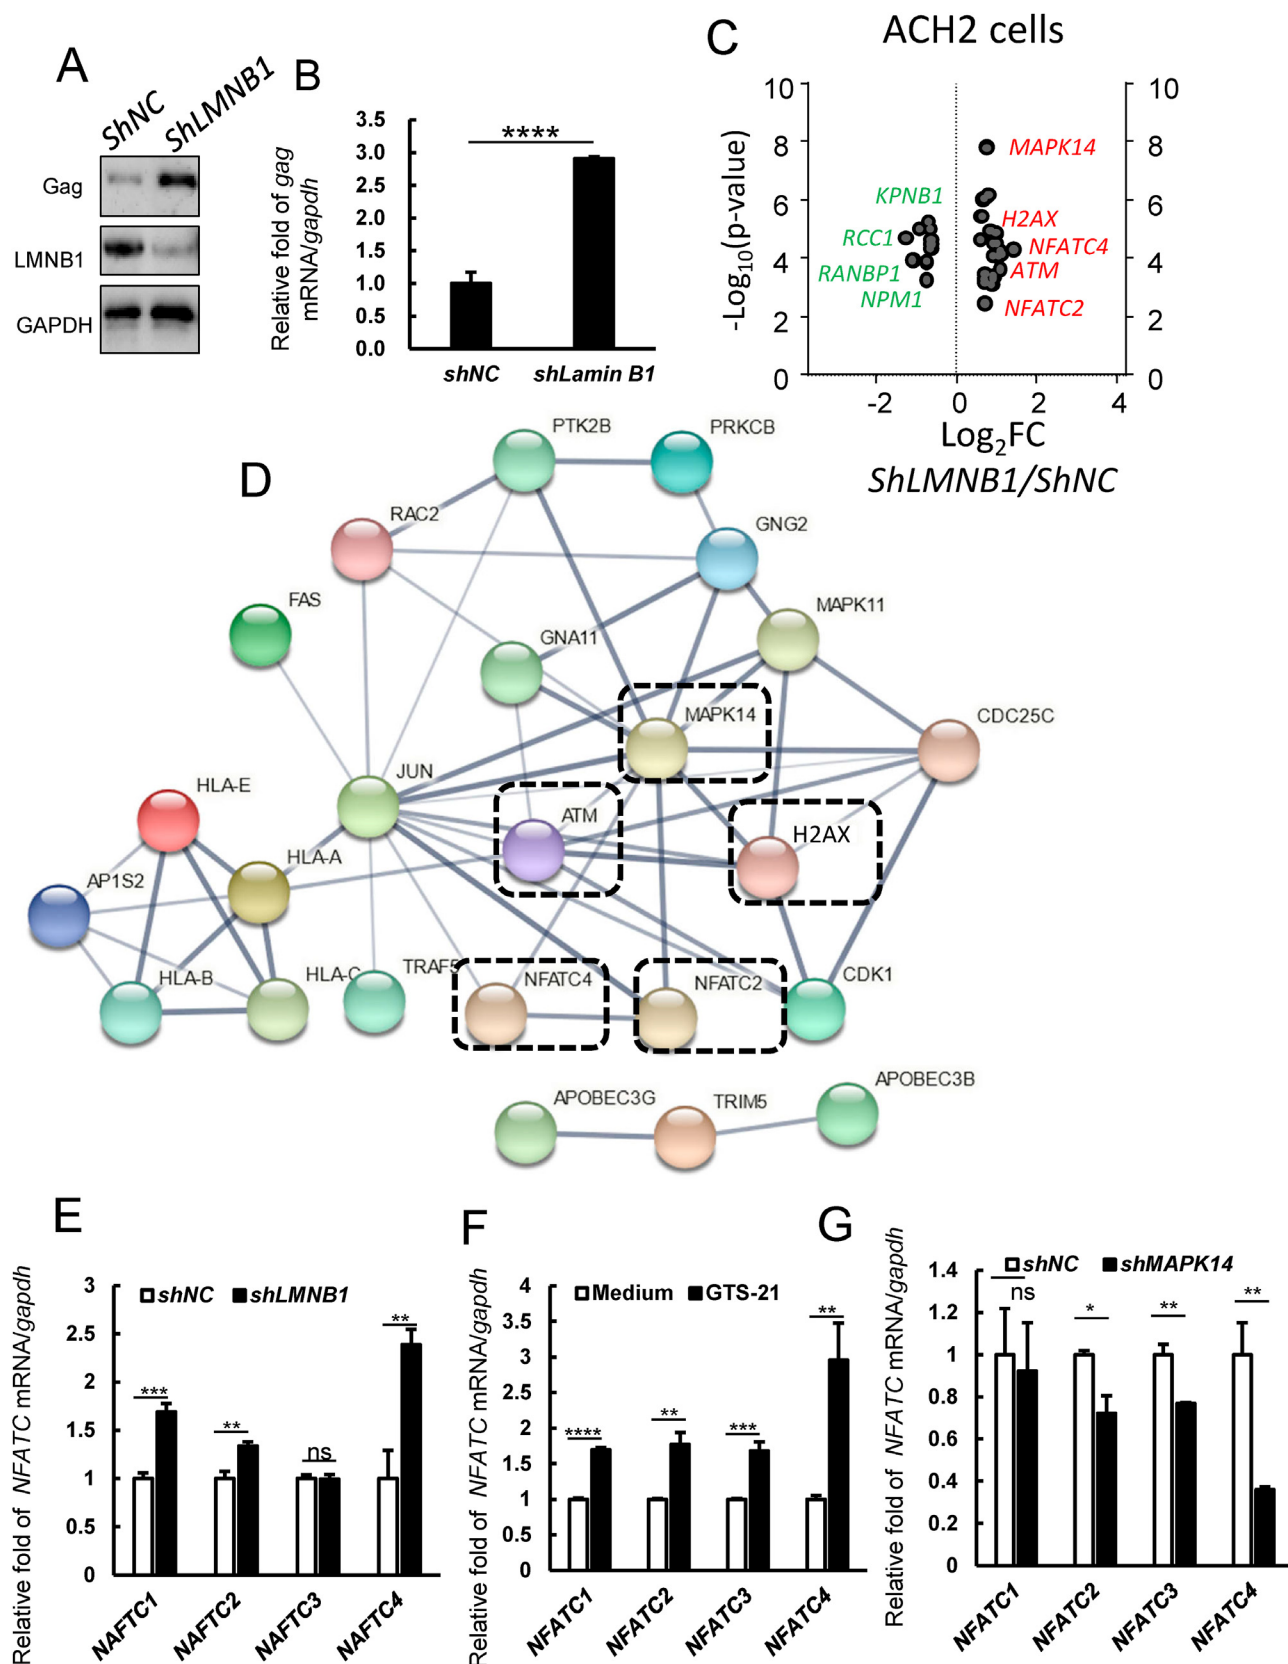 A
ShNC
ShLMNB1
Gag
LMNB1
GAPDH
B
Relative fold of gag
mRNA/gapdh
3.5
3.0
2.5
2.0
1.5
1.0
0.5
0.0
****
shNC
shLamin B1
C
ACH2 cells
-Log10(p-value)
10
8
6
4
2
0
10
8
6
4
2
0
MAPK14
KPNB1
H2AX
RCC1
NFATC4
RANBP1
ATM
NPM1
NFATC2
-2
0
2
4
Log2FC
ShLMNB1/ShNC
D
PTK2B
PRKCB
RAC2
GNG2
FAS
MAPK11
GNA11
MAPK14
CDC25C
JUN
HLA-E
ATM
H2AX
HLA-A
AP1S2
HLA-B
HLA-C
TRAF5
NFATC4
NFATC2
CDK1
APOBEC3G
TRIM5
APOBEC3B
E
Relative fold of NFATC mRNA/gapdh
3
2.5
2
1.5
1
0.5
0
shNC
shLMNB1
***
**
ns
**
NAFTC1
NAFTC2
NAFTC3
NAFTC4
F
Relative fold of NFATC mRNA/gapdh
4
3.5
3
2.5
2
1.5
1
0.5
0
Medium
GTS-21
****
**
***
**
NFATC1
NFATC2
NFATC3
NFATC4
G
Relative fold of NFATC mRNA/gapdh
1.4
1.2
1
0.8
0.6
0.4
0.2
0
shNC
shMAPK14
ns
*
**
**
NFATC1
NFATC2
NFATC3
NFATC4